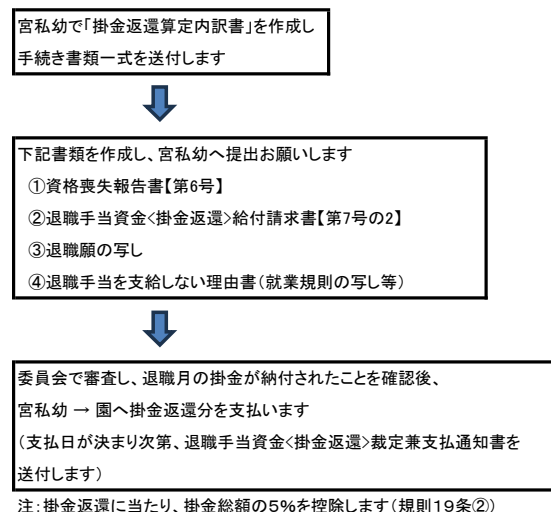 宮私幼で「掛金返還算定内訳書」を作成し
手続き書類一式を送付します
下記書類を作成し、宮私幼へ提出お願いします
①資格喪失報告書【第6号】
②退職手当資金<掛金返還>給付請求書【第7号の2】
③退職願の写し
④退職手当を支給しない理由書(就業規則の写し等)
委員会で審査し、退職月の掛金が納付されたことを確認後、
宮私幼 → 園へ掛金返還分を支払います
(支払日が決まり次第、退職手当資金<掛金返還>裁定兼支払通知書を
送付します)
注:掛金返還に当たり、掛金総額の5%を控除します(規則19条②)